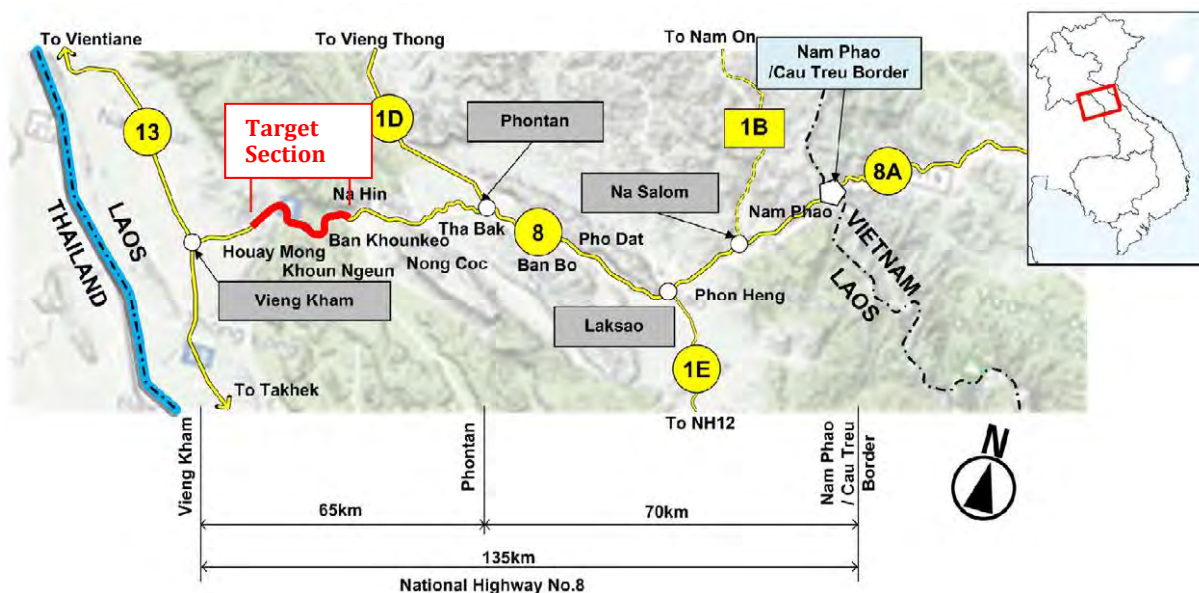 To Vientiane
To Vieng Thong
To Nam On
Nam Phao
/Cau Treu Border
13
1D
1B
8A
Target
Section
Phontan
Na Salom
Na Hin
Nam Phao
THAILAND
LAOS
Houay Mong
Ban Khounkeo
Tha Bak
8
Pho Dat
Khoun Ngeun
Nong Coc
Ban Bo
VIETNAM
LAOS
Vieng Kham
Laksao
Phon Heng
1E
To Takhek
To NH12
Vieng Kham
Phontan
Nam Phao
/ Cau Treu
Border
N
65km
70km
135km
National Highway No.8